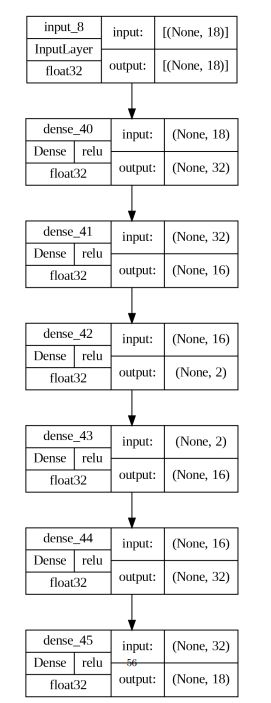 input_8 input: [(None, 18)]
InputLayer
float32 output: [(None, 18)]
dense_40 input: (None, 18)
Dense relu
float32 output: (None, 32)
dense_41 input: (None, 32)
Dense relu
float32 output: (None, 16)
dense_42 input: (None, 16)
Dense relu
float32 output: (None, 2)
dense_43 input: (None, 2)
Dense relu
float32 output: (None, 16)
dense_44 input: (None, 16)
Dense relu
float32 output: (None, 32)
dense_45 input: (None, 32)
Dense relu 56
float32 output: (None, 18)